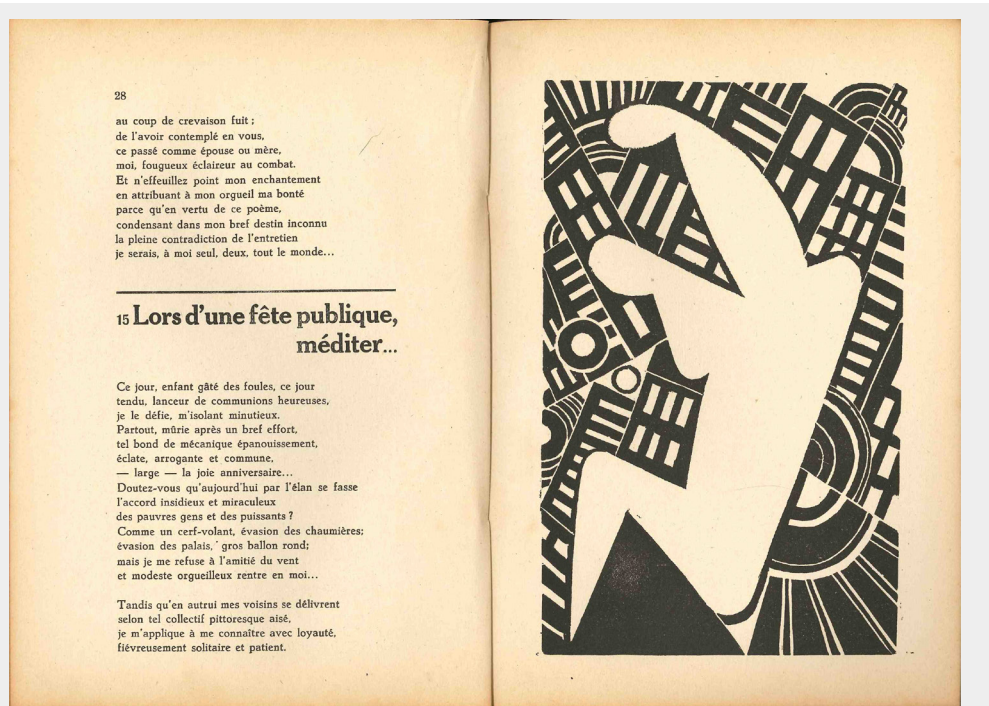 28
au coup de crevaison fuit ;
de l'avoir contemplé en vous,
ce passé comme épouse ou mère,
moi, fougueux éclaireur au combat.
Et n'effeuillez point mon enchantement
en attribuant à mon orgueil ma bonté
parce qu'en vertu de ce poème,
condensant dans mon bref destin inconnu
la pleine contradiction de l'entretien
je serais, à moi seul, deux, tout le monde...
15 Lors d'une fête publique,
méditer...
Ce jour, enfant gâté des foules, ce jour
tendu, lanceur de communions heureuses,
je le défie, m'isolant minutieux.
Partout, mûrie après un bref effort,
tel bond de mécanique épanouissement,
éclate, arrogante et commune,
— large — la joie anniversaire...
Doutez-vous qu'aujourd'hui par l'élan se fasse
l'accord insidieux et miraculeux
des pauvres gens et des puissants ?
Comme un cerf-volant, évasion des chaumières;
évasion des palais, gros ballon rond;
mais je me refuse à l'amitié du vent
et modeste orgueilleux rentre en moi...
Tandis qu'en autrui mes voisins se délivrent
selon tel collectif pittoresque aisé,
je m'applique à me connaître avec loyauté,
fiévreusement solitaire et patient.